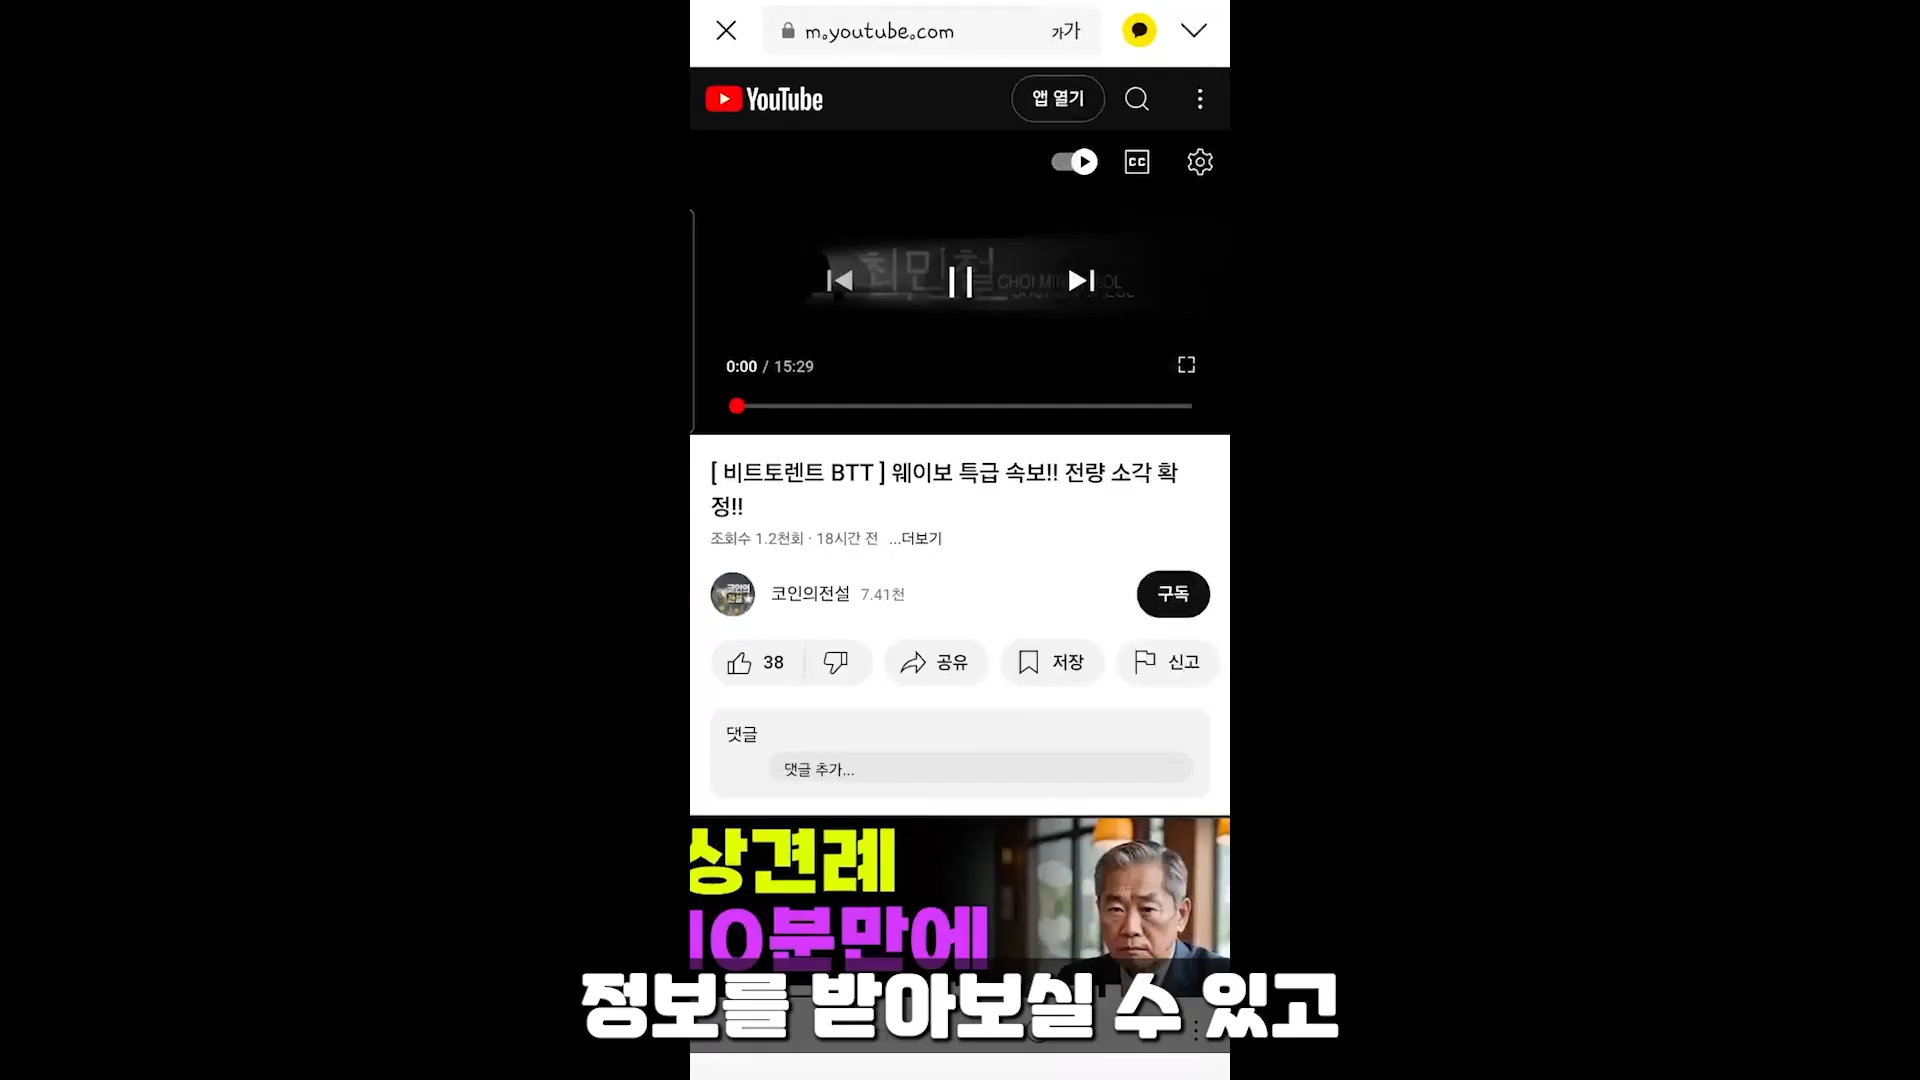 m.youtube.com
가가
YouTube
앱 열기
CC
최민철
0:00 / 15:29
[ 비트토렌트 BTT ] 웨이보 특급 속보!! 전량 소각 확
정!!
조회수 1.2천회 · 18시간 전 ...더보기
코인의전설 7.41천
구독
38
공유
저장
신고
댓글
댓글 추가...
상견례
10분만에
정보를 받아보실 수 있고